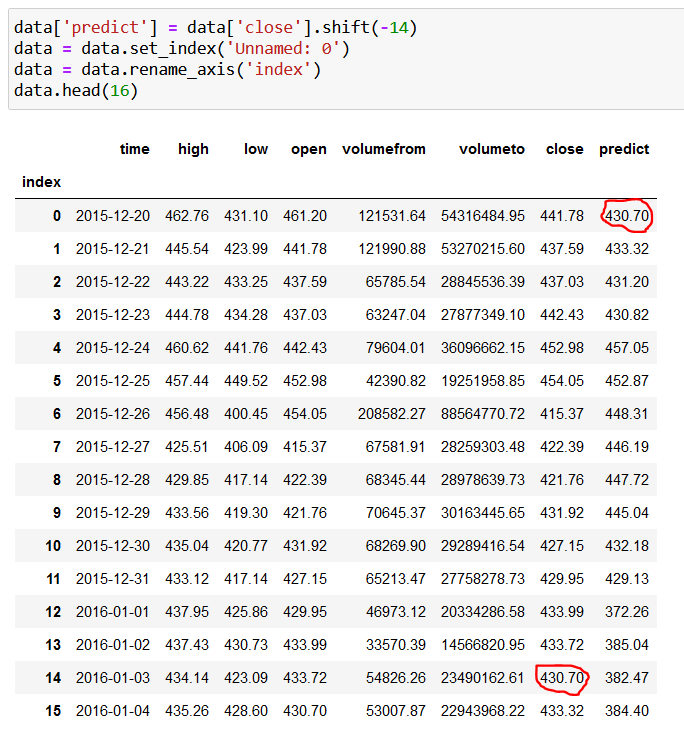 data['predict'] = data['close'].shift(-14)
data = data.set_index('Unnamed: 0')
data = data.rename_axis('index')
data.head(16)
time high low open volumefrom volumeto close predict
index
0 2015-12-20 462.76 431.10 461.20 121531.64 54316484.95 441.78 430.70
1 2015-12-21 445.54 423.99 441.78 121990.88 53270215.60 437.59 433.32
2 2015-12-22 443.22 433.25 437.59 65785.54 28845536.39 437.03 431.20
3 2015-12-23 444.78 434.28 437.03 63247.04 27877349.10 442.43 430.82
4 2015-12-24 460.62 441.76 442.43 79604.01 36096662.15 452.98 457.05
5 2015-12-25 457.44 449.52 452.98 42390.82 19251958.85 454.05 452.87
6 2015-12-26 456.48 400.45 454.05 208582.27 88564770.72 415.37 448.31
7 2015-12-27 425.51 406.09 415.37 67581.91 28259303.48 422.39 446.19
8 2015-12-28 429.85 417.14 422.39 68345.44 28978639.73 421.76 447.72
9 2015-12-29 433.56 419.30 421.76 70645.37 30163445.65 431.92 445.04
10 2015-12-30 435.04 420.77 431.92 68269.90 29289416.54 427.15 432.18
11 2015-12-31 433.12 417.14 427.15 65213.47 27758278.73 429.95 429.13
12 2016-01-01 437.95 425.86 429.95 46973.12 20334286.58 433.99 372.26
13 2016-01-02 437.43 430.73 433.99 33570.39 14566820.95 433.72 385.04
14 2016-01-03 434.14 423.09 433.72 54826.26 23490162.61 430.70 382.47
15 2016-01-04 435.26 428.60 430.70 53007.87 22943968.22 433.32 384.40